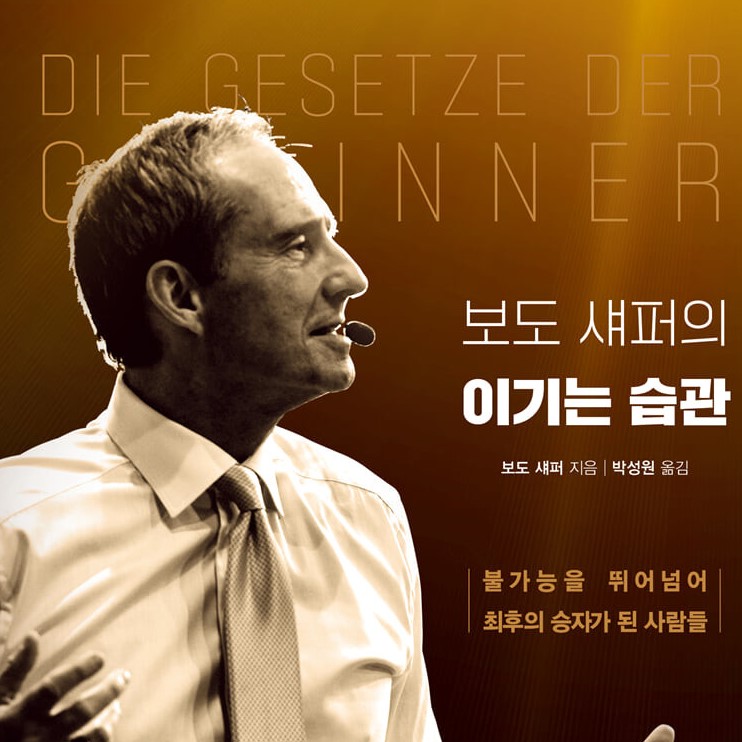 DIE GESETZE DER
G INNER
보도 섀퍼의
이기는 습관
보도 섀퍼 지음 | 박성원 옮김
불가능을 뛰어넘어
최후의 승자가 된 사람들